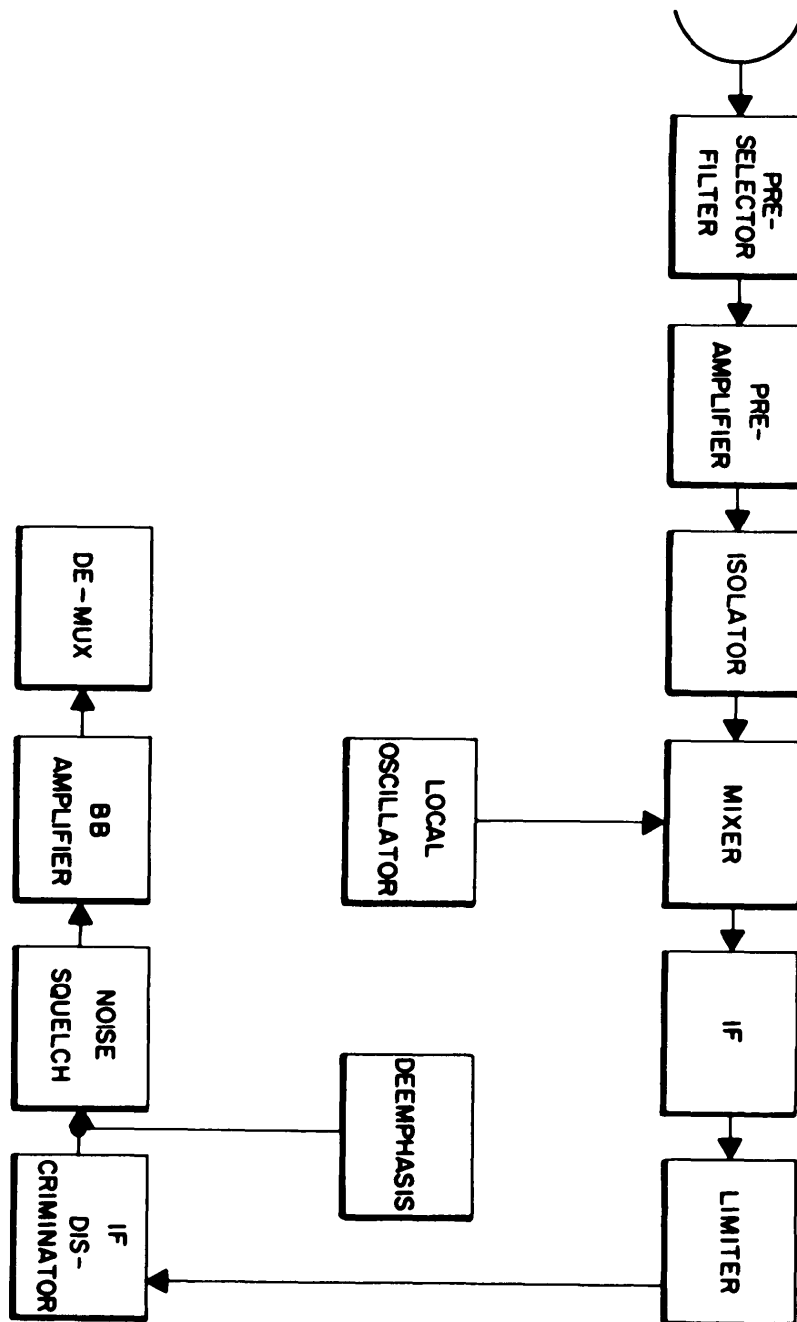 PRE-
SELECTOR
FILTER
PRE-
AMPLIFIER
ISOLATOR
MIXER
IF
LIMITER
LOCAL
OSCILLATOR
DEEMPHASIS
DE-MUX
BB
AMPLIFIER
NOISE
SQUELCH
IF
DIS-
CRIMINATOR